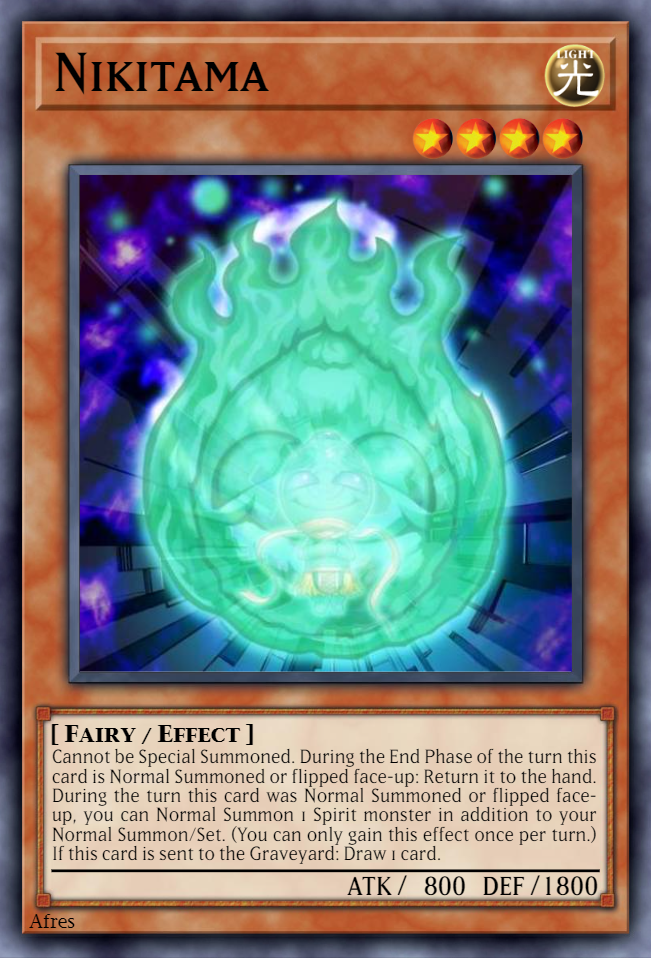 Nikitama
LIGHT
光
[ Fairy / Effect ]
Cannot be Special Summoned. During the End Phase of the turn this
card is Normal Summoned or flipped face-up: Return it to the hand.
During the turn this card was Normal Summoned or flipped face-
up, you can Normal Summon 1 Spirit monster in addition to your
Normal Summon/Set. (You can only gain this effect once per turn.)
If this card is sent to the Graveyard: Draw 1 card.
ATK / 800 DEF /1800
Afres